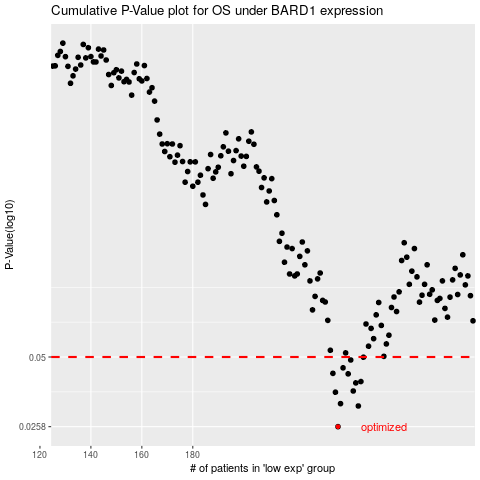 Cumulative P-Value plot for OS under BARD1 expression
P-Value(log10)
0.05
0.0258
optimized
120 140 160 180
# of patients in 'low exp' group